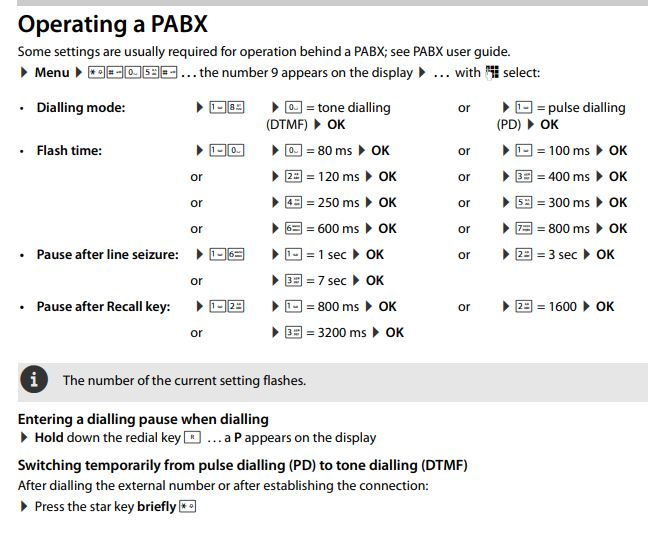 Operating a PABX
Some settings are usually required for operation behind a PABX; see PABX user guide.
Menu * # 0 5 # ... the number 9 appears on the display ... with select:
• Dialling mode: 1 8 0 = tone dialling (DTMF) OK or 1 = pulse dialling (PD) OK
• Flash time: 1 0 0 = 80 ms OK or 1 = 100 ms OK
or 2 = 120 ms OK or 3 = 400 ms OK
or 4 = 250 ms OK or 5 = 300 ms OK
or 6 = 600 ms OK or 7 = 800 ms OK
• Pause after line seizure: 1 6 1 = 1 sec OK or 2 = 3 sec OK
or 3 = 7 sec OK
• Pause after Recall key: 1 2 1 = 800 ms OK or 2 = 1600 OK
or 3 = 3200 ms OK
i The number of the current setting flashes.
Entering a dialling pause when dialling
Hold down the redial key R ... a P appears on the display
Switching temporarily from pulse dialling (PD) to tone dialling (DTMF)
After dialling the external number or after establishing the connection:
Press the star key briefly *